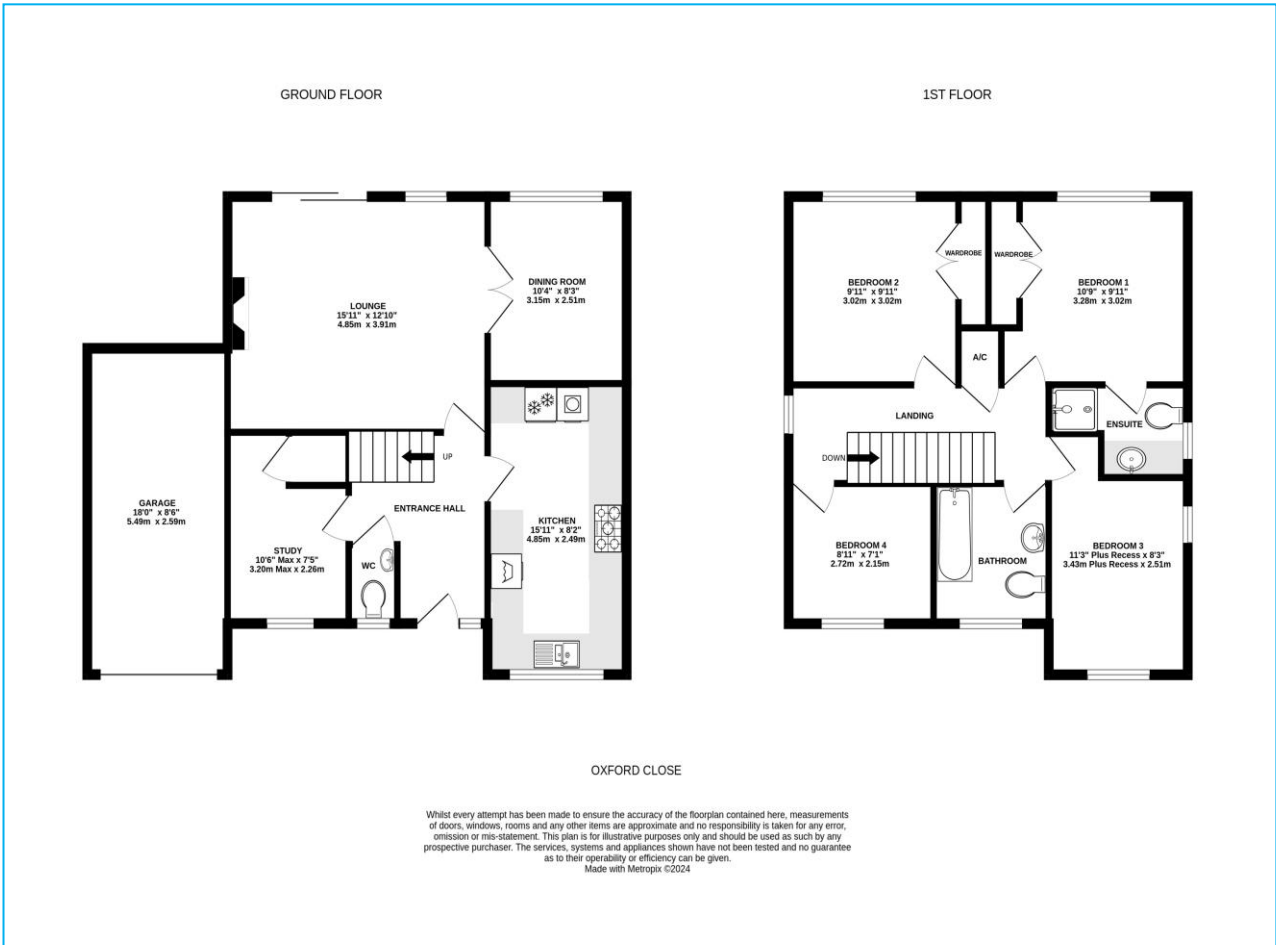 GROUND FLOOR
1ST FLOOR
LOUNGE
15'11" x 12'10"
4.85m x 3.91m
DINING ROOM
10'4" x 8'3"
3.15m x 2.51m
GARAGE
18'0" x 8'6"
5.49m x 2.59m
UP
ENTRANCE HALL
STUDY
10'6" Max x 7'5"
3.20m Max x 2.26m
WC
KITCHEN
15'11" x 8'2"
4.85m x 2.49m
BEDROOM 2
9'11" x 9'11"
3.02m x 3.02m
WARDROBE
WARDROBE
BEDROOM 1
10'9" x 9'11"
3.28m x 3.02m
A/C
LANDING
ENSUITE
DOWN
BEDROOM 4
8'11" x 7'1"
2.72m x 2.15m
BATHROOM
BEDROOM 3
11'3" Plus Recess x 8'3"
3.43m Plus Recess x 2.51m
OXFORD CLOSE
Whilst every attempt has been made to ensure the accuracy of the floorplan contained here, measurements
of doors, windows, rooms and any other items are approximate and no responsibility is taken for any error,
omission or mis-statement. This plan is for illustrative purposes only and should be used as such by any
prospective purchaser. The services, systems and appliances shown have not been tested and no guarantee
as to their operability or efficiency can be given.
Made with Metropix ©2024